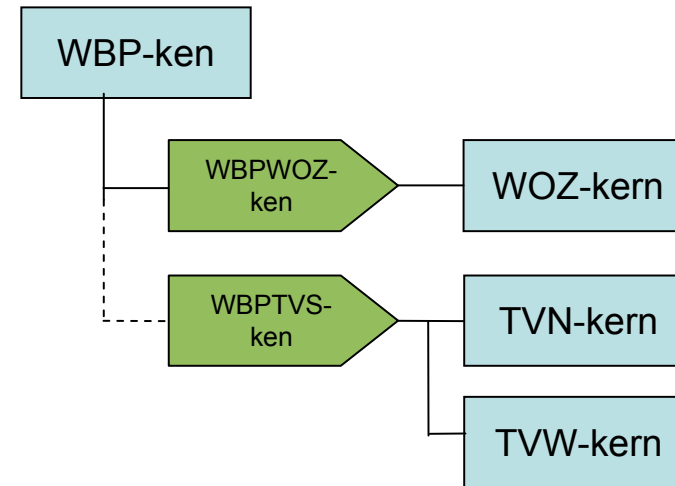 WBP-ken
WBPWOZ-
ken
WOZ-kern
WBPTVS-
ken
TVN-kern
TVW-kern